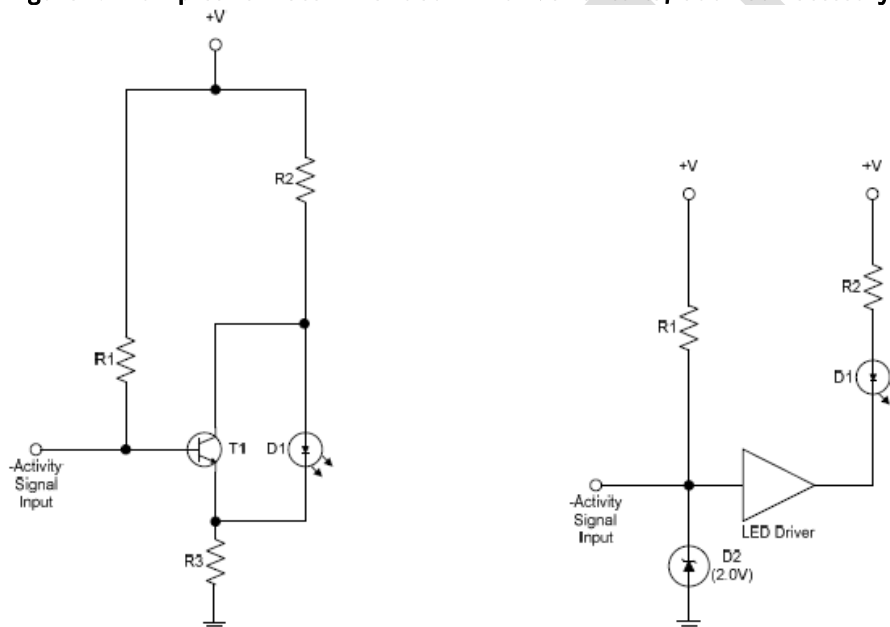 +V
R2
R1
T1
D1
-Activity
Signal
Input
R3
+V
+V
R2
R1
D1
-Activity
Signal
Input
LED Driver
D2
(2.0V)